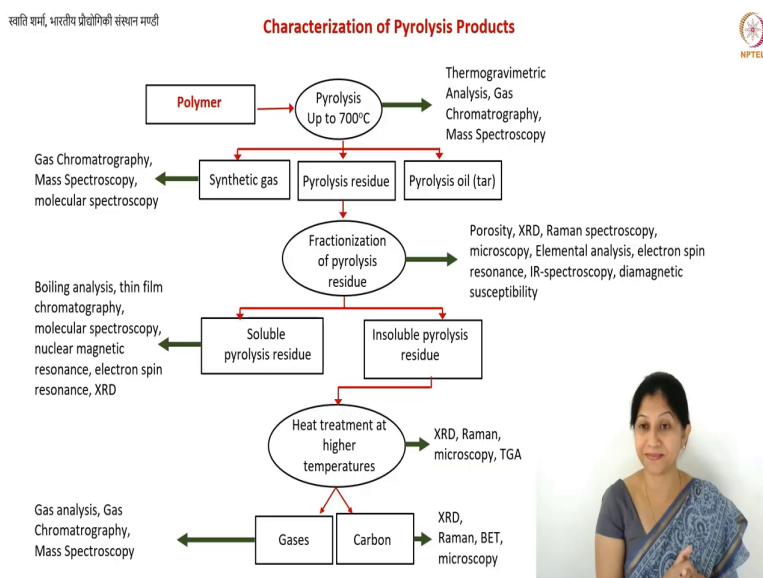 स्वाति शर्मा, भारतीय प्रौद्योगिकी संस्थान मण्डी
Characterization of Pyrolysis Products
NPTEL
Polymer
Pyrolysis
Up to 700°C
Thermogravimetric
Analysis, Gas
Chromatography,
Mass Spectroscopy
Gas Chromatrography,
Mass Spectroscopy,
molecular spectroscopy
Synthetic gas
Pyrolysis residue
Pyrolysis oil (tar)
Fractionization
of pyrolysis
residue
Porosity, XRD, Raman spectroscopy,
microscopy, Elemental analysis, electron spin
resonance, IR-spectroscopy, diamagnetic
susceptibility
Boiling analysis, thin film
chromatography,
molecular spectroscopy,
nuclear magnetic
resonance, electron spin
resonance, XRD
Soluble
pyrolysis residue
Insoluble pyrolysis
residue
Heat treatment at
higher
temperatures
XRD, Raman,
microscopy, TGA
Gas analysis, Gas
Chromatography,
Mass Spectroscopy
Gases
Carbon
XRD,
Raman, BET,
microscopy